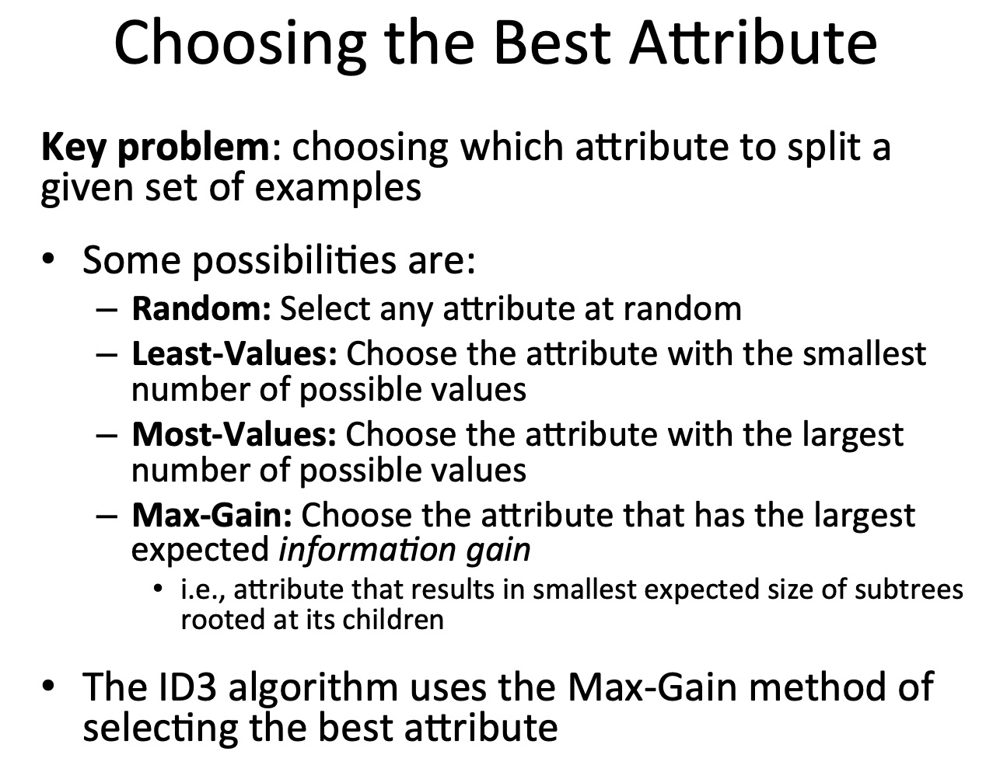 Choosing the Best Attribute
Key problem: choosing which attribute to split a
given set of examples
• Some possibilities are:
– Random: Select any attribute at random
– Least-Values: Choose the attribute with the smallest
number of possible values
– Most-Values: Choose the attribute with the largest
number of possible values
– Max-Gain: Choose the attribute that has the largest
expected information gain
• i.e., attribute that results in smallest expected size of subtrees
rooted at its children
• The ID3 algorithm uses the Max-Gain method of
selecting the best attribute